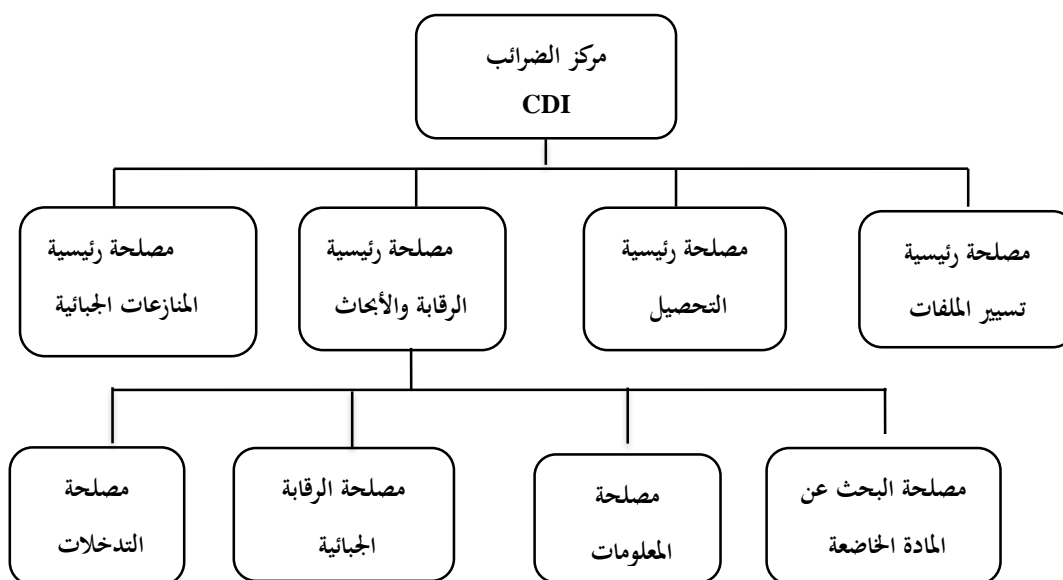 مركز الضرائب
CDI
مصلحة رئيسية
تسيير الملفات
مصلحة رئيسية
التحصيل
مصلحة رئيسية
الرقابة والأبحاث
مصلحة رئيسية
المنازعات الجبائية
مصلحة البحث عن
المادة الخاضعة
مصلحة
المعلومات
مصلحة الرقابة
الجبائية
مصلحة
التدخلات